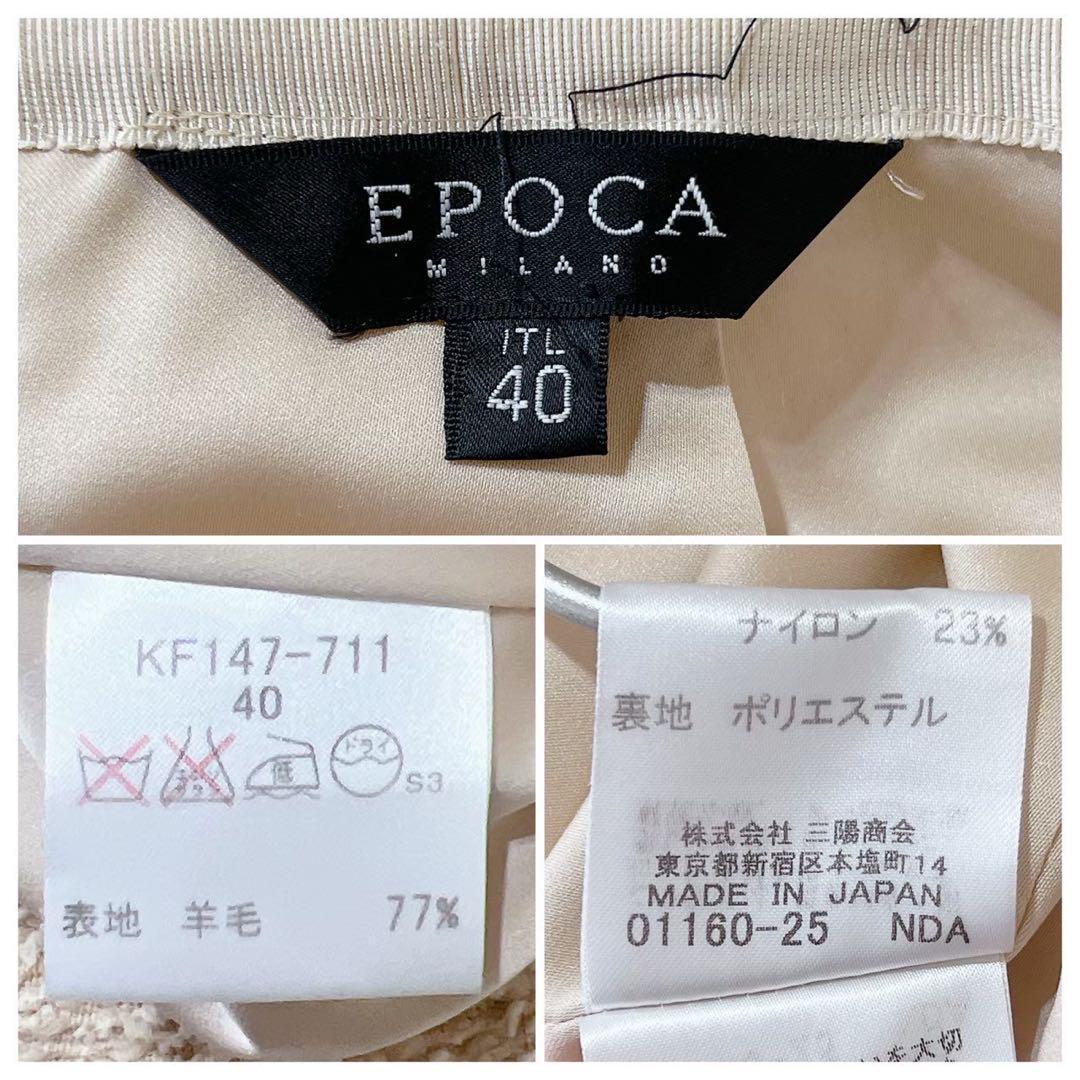 EPOCA
MILANO
ITL
40
KF147-711
40
ドライ
低
S3
表地 羊毛 77%
ナイロン 23%
裏地 ポリエステル
株式会社 三陽商会
東京都新宿区本塩町14
MADE IN JAPAN
01160-25 NDA